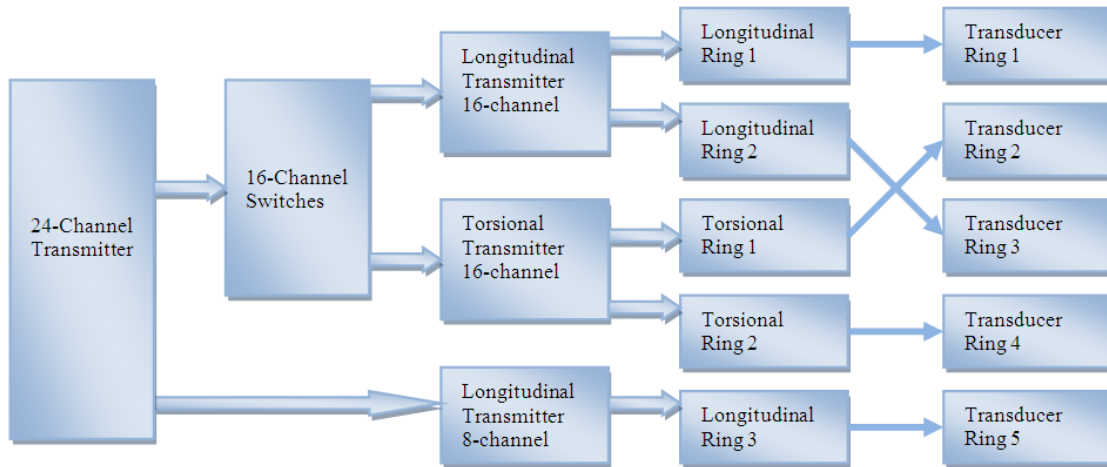 24-Channel
Transmitter
16-Channel
Switches
Longitudinal
Transmitter
16-channel
Torsional
Transmitter
16-channel
Longitudinal
Transmitter
8-channel
Longitudinal
Ring 1
Longitudinal
Ring 2
Torsional
Ring 1
Torsional
Ring 2
Longitudinal
Ring 3
Transducer
Ring 1
Transducer
Ring 2
Transducer
Ring 3
Transducer
Ring 4
Transducer
Ring 5